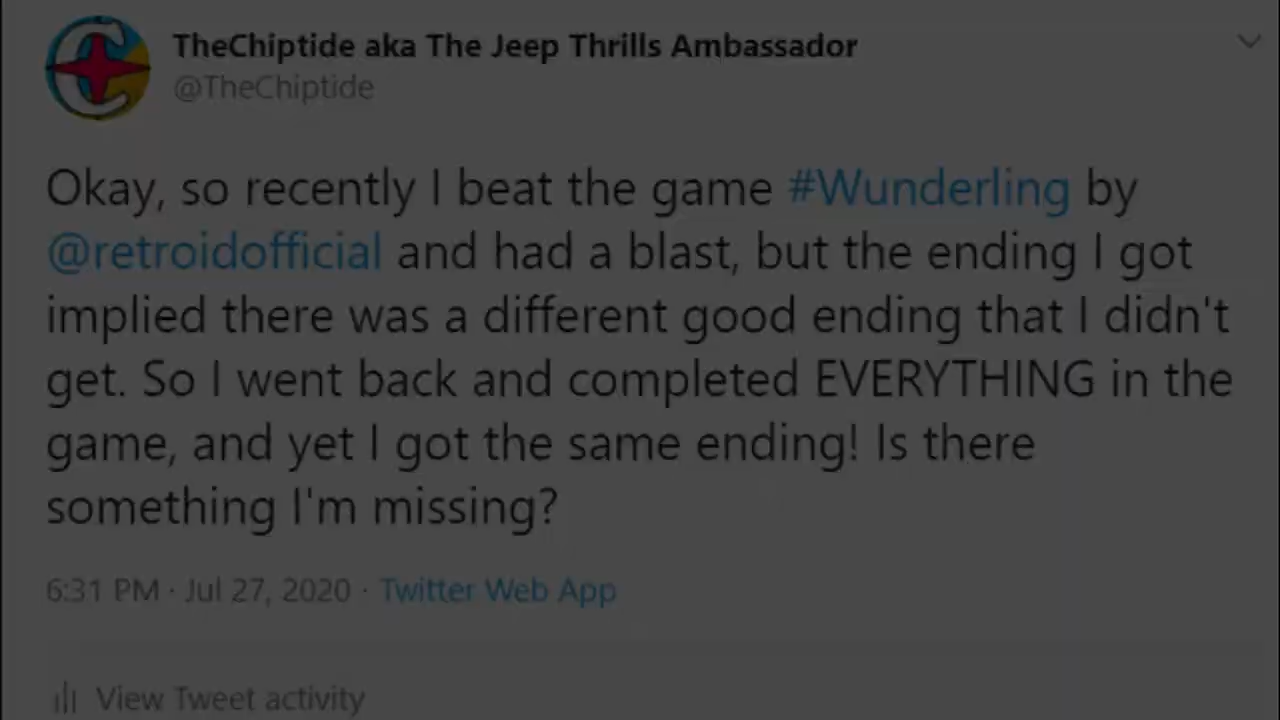 TheChiptide aka The Jeep Thrills Ambassador
@TheChiptide
Okay, so recently I beat the game #Wunderling by
@retroidofficial and had a blast, but the ending I got
implied there was a different good ending that I didn't
get. So I went back and completed EVERYTHING in the
game, and yet I got the same ending! Is there
something I'm missing?
6:31 PM · Jul 27, 2020 · Twitter Web App
View Tweet activity